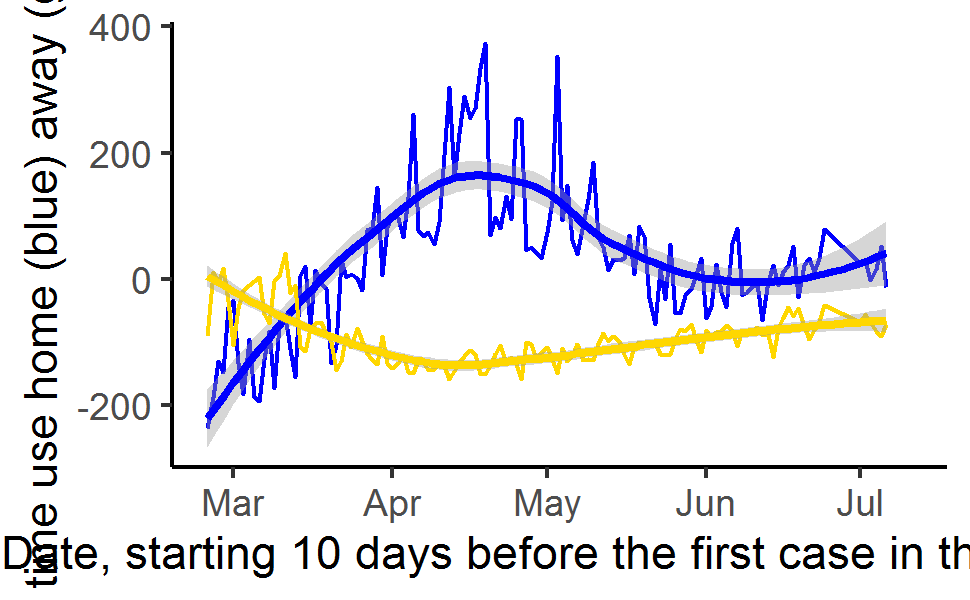 time use home (blue) away (
400
200
0
-200
Mar Apr May Jun Jul
Date, starting 10 days before the first case in th